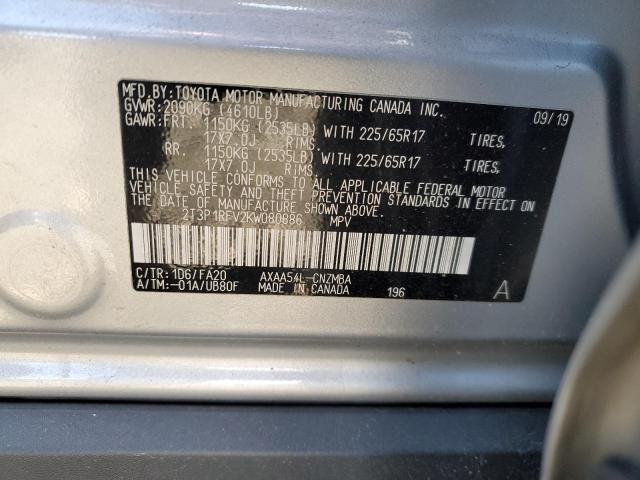 MFD.BY:TOYOTA MOTOR MANUFACTURING CANADA INC. 09/19
GVWR:2090KG (4610LB)
GAWR:FRT 1150KG (2535LB) WITH 225/65R17 TIRES,
17X7.0J RIMS
RR 1150KG (2535LB) WITH 225/65R17 TIRES,
17X7.0J RIMS
THIS VEHICLE CONFORMS TO ALL APPLICABLE FEDERAL MOTOR
VEHICLE SAFETY AND THEFT PREVENTION STANDARDS IN EFFECT ON
THE DATE OF MANUFACTURE SHOWN ABOVE.
2T3P1RFV2KW080886 MPV
C/TR:1D6/FA20 AXAA54L-CNZMBA
A/TM:-01A/UB80F MADE IN CANADA 196 A